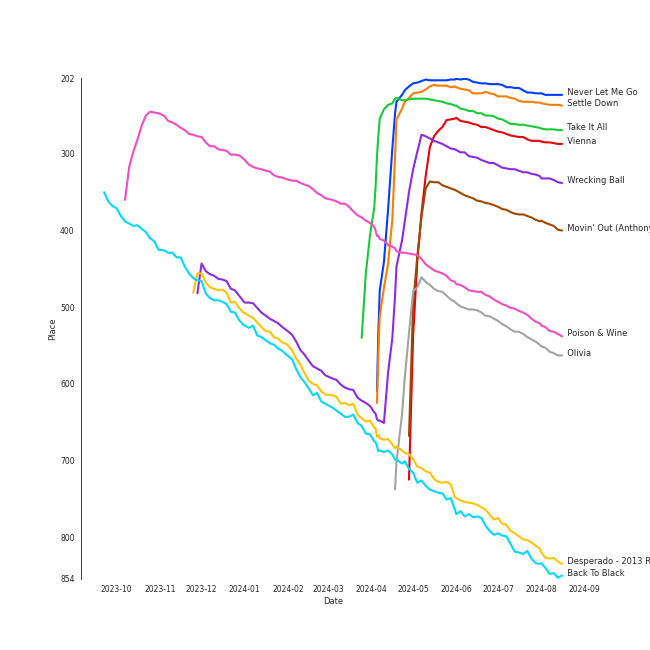 202
300
400
500
600
700
800
854
Place
2023-10
2023-11
2023-12
2024-01
2024-02
2024-03
2024-04
2024-05
2024-06
2024-07
2024-08
2024-09
Date
Never Let Me Go
Settle Down
Take It All
Vienna
Wrecking Ball
Movin' Out (Anthony
Poison & Wine
Olivia
Desperado - 2013 R
Back To Black